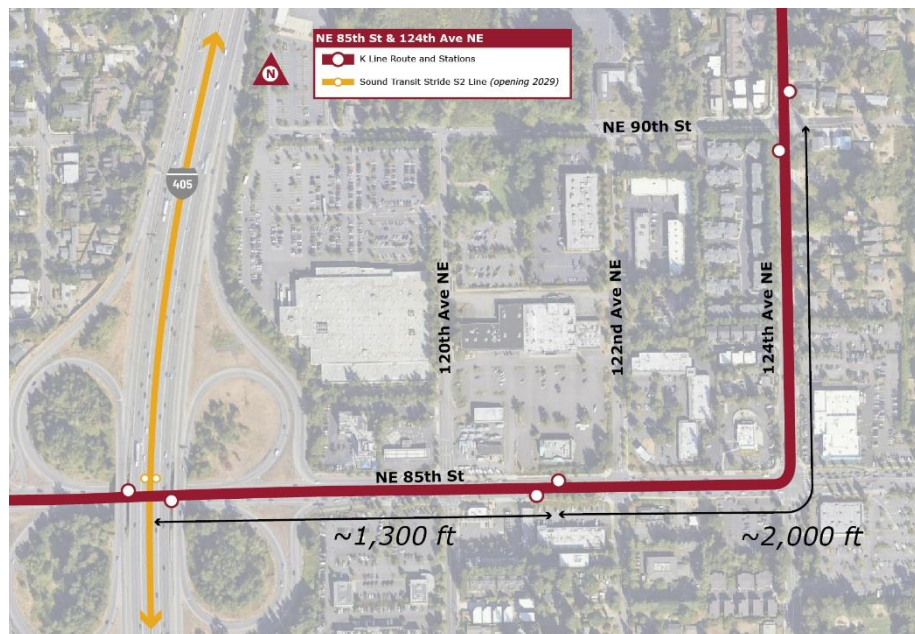 NE 85th St & 124th Ave NE
K Line Route and Stations
Sound Transit Stride S2 Line (opening 2029)
N
NE 90th St
405
120th Ave NE
122nd Ave NE
124th Ave NE
NE 85th St
~1,300 ft
~2,000 ft